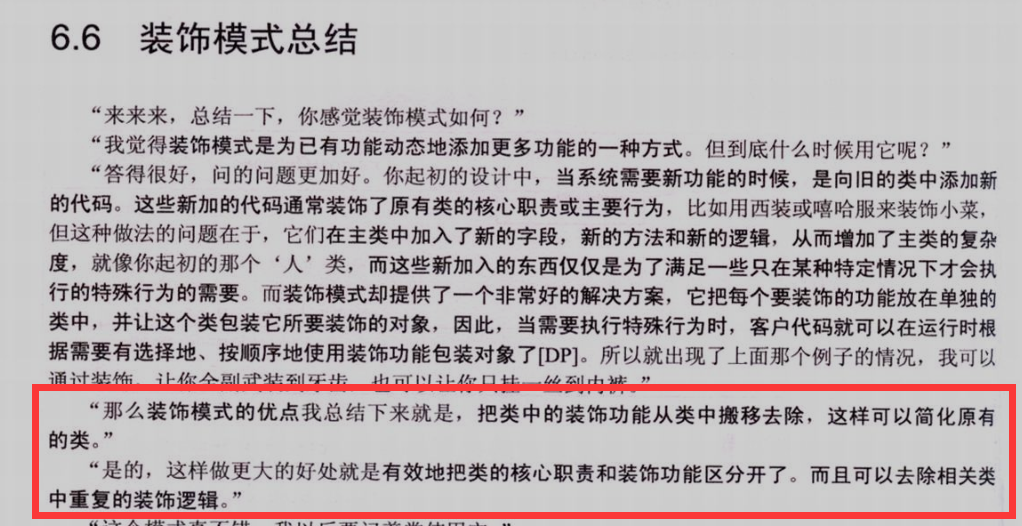 6.6 装饰模式总结
“来来来，总结一下，你感觉装饰模式如何？”
“我觉得装饰模式是为已有功能动态地添加更多功能的一种方式。但到底什么时候用它呢？”
“答得很好，问的问题更加好。你起初的设计中，当系统需要新功能的时候，是向旧的类中添加新
的代码。这些新加的代码通常装饰了原有类的核心职责或主要行为，比如用西装或嘻哈服来装饰小菜，
但这种做法的问题在于，它们在主类中加入了新的字段，新的方法和新的逻辑，从而增加了主类的复杂
度，就像你起初的那个‘人’类，而这些新加入的东西仅仅是为了满足一些只在某种特定情况下才会执
行的特殊行为的需要。而装饰模式却提供了一个非常好的解决方案，它把每个要装饰的功能放在单独的
类中，并让这个类包装它所要装饰的对象，因此，当需要执行特殊行为时，客户代码就可以在运行时根
据需要有选择地、按顺序地使用装饰功能包装对象了[DP]。所以就出现了上面那个例子的情况，我可以
通过装饰，让你全副武装到牙齿，也可以让你只挂一丝到内裤。”
“那么装饰模式的优点我总结下来就是，把类中的装饰功能从类中搬移去除，这样可以简化原有
的类。”
“是的，这样做更大的好处就是有效地把类的核心职责和装饰功能区分开了。而且可以去除相关类
中重复的装饰逻辑。”